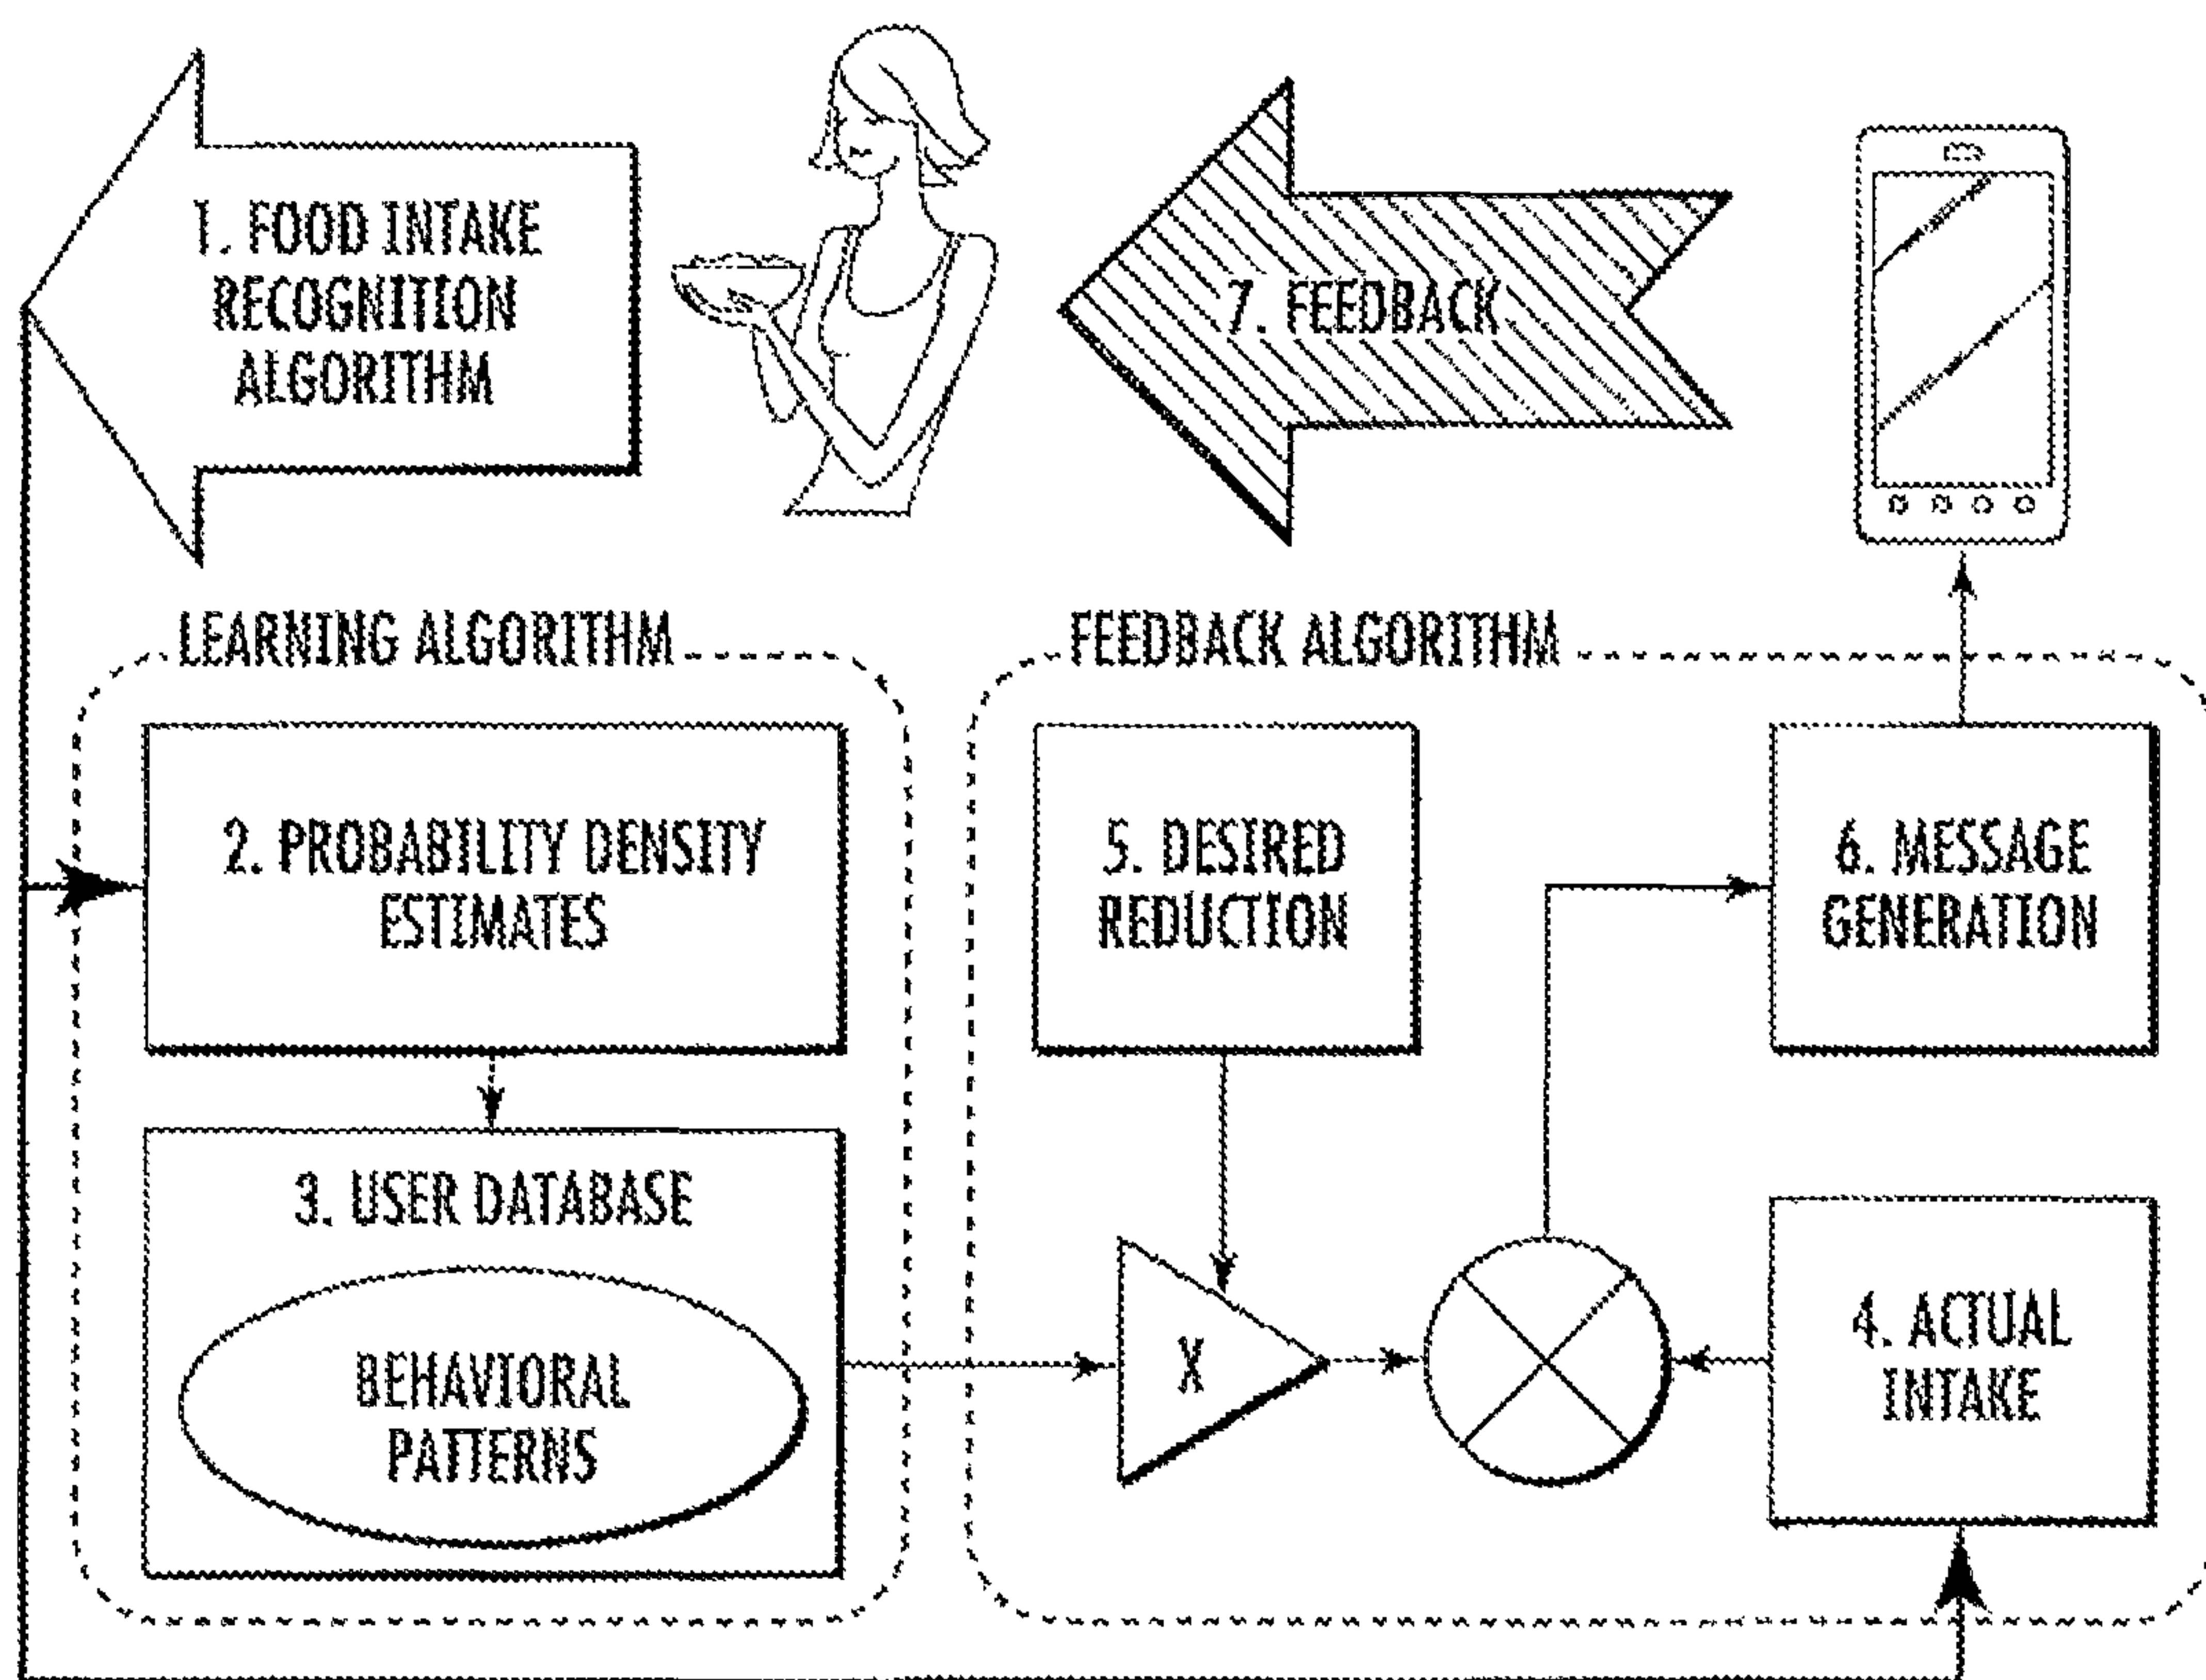 1. FOOD INTAKE
RECOGNITION
ALGORITHM
7. FEEDBACK
LEARNING ALGORITHM
FEEDBACK ALGORITHM
2. PROBABILITY DENSITY
ESTIMATES
5. DESIRED
REDUCTION
6. MESSAGE
GENERATION
3. USER DATABASE
BEHAVIORAL
PATTERNS
X
4. ACTUAL
INTAKE